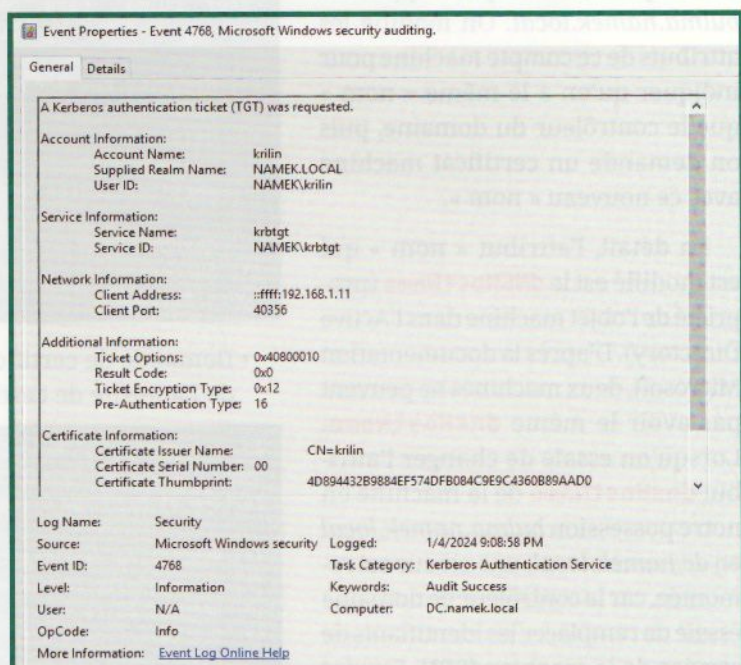 Event Properties - Event 4768, Microsoft Windows security auditing.
General Details
A Kerberos authentication ticket (TGT) was requested.
Account Information:
Account Name: krilin
Supplied Realm Name: NAMEK.LOCAL
User ID: NAMEK\krilin
Service Information:
Service Name: krbtgt
Service ID: NAMEK\krbtgt
Network Information:
Client Address: ::ffff:192.168.1.11
Client Port: 40356
Additional Information:
Ticket Options: 0x40800010
Result Code: 0x0
Ticket Encryption Type: 0x12
Pre-Authentication Type: 16
Certificate Information:
Certificate Issuer Name: CN=krilin
Certificate Serial Number: 00
Certificate Thumbprint: 4D894432B9884EF574DFB084C9E9C4360B89AAD0
Log Name: Security
Source: Microsoft Windows security Logged: 1/4/2024 9:08:58 PM
Event ID: 4768 Task Category: Kerberos Authentication Service
Level: Information Keywords: Audit Success
User: N/A Computer: DC.namek.local
OpCode: Info
More Information: Event Log Online Help